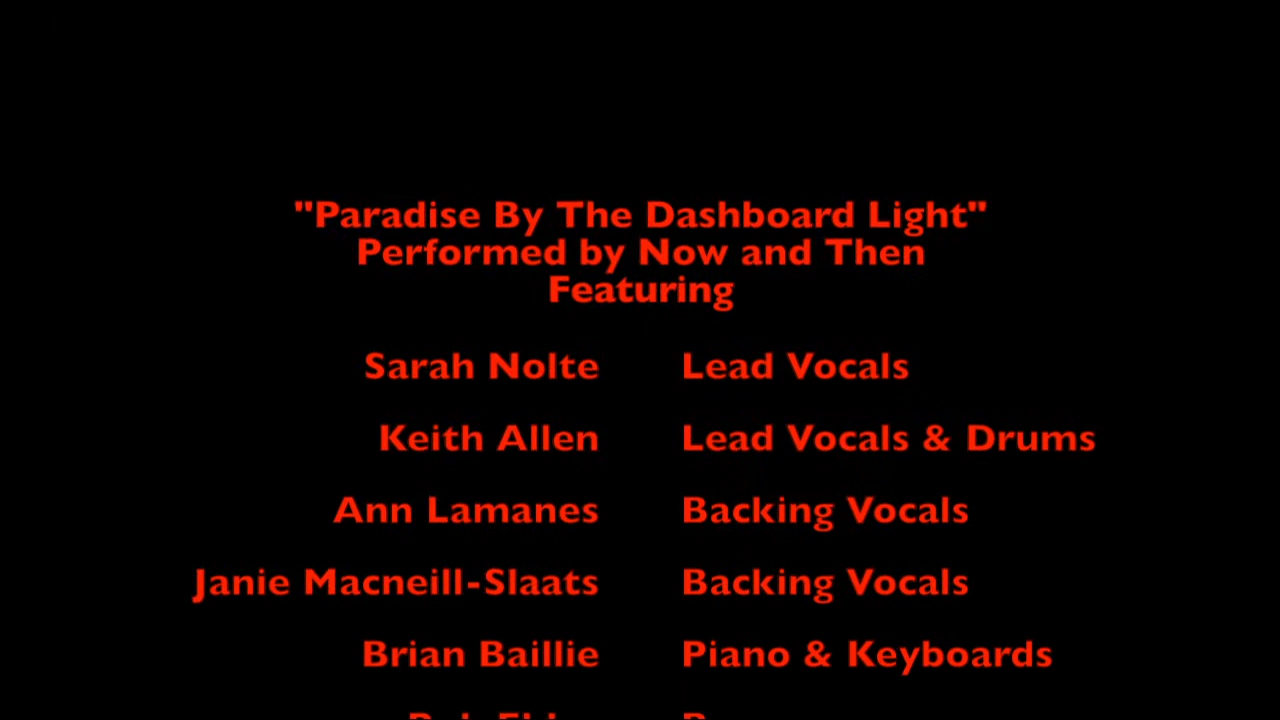 "Paradise By The Dashboard Light"
Performed by Now and Then
Featuring
Sarah Nolte Lead Vocals
Keith Allen Lead Vocals & Drums
Ann Lamanes Backing Vocals
Janie Macneill-Slaats Backing Vocals
Brian Baillie Piano & Keyboards